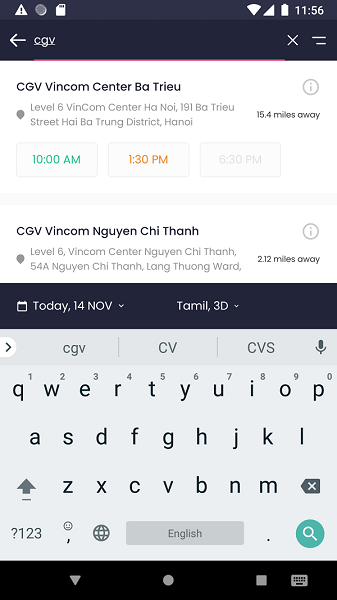 11:56
cgv
CGV Vincom Center Ba Trieu
Level 6 VinCom Center Ha Noi, 191 Ba Trieu
Street Hai Ba Trung District, Hanoi
15.4 miles away
10:00 AM 1:30 PM 6:30 PM
CGV Vincom Nguyen Chi Thanh
Level 6, Vincom Center Nguyen Chi Thanh,
54A Nguyen Chi Thanh, Lang Thuong Ward,
2.12 miles away
Today, 14 NOV Tamil, 3D
cgv CV CVS
1 2 3 4 5 6 7 8 9 0
q w e r t y u i o p
a s d f g h j k l
z x c v b n m
?123 , English .